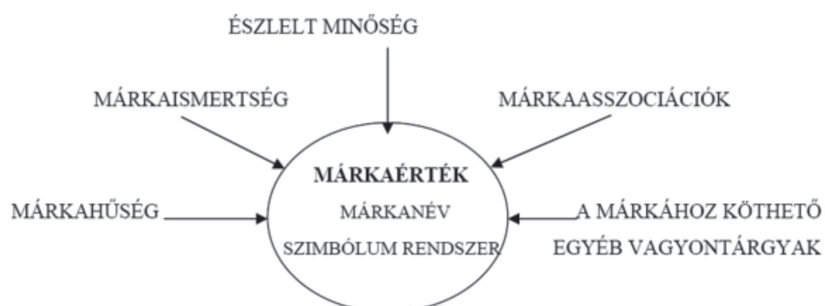 ÉSZLELT MINŐSÉG
MÁRKAISMERTSÉG
MÁRKAASSZOCIÁCIÓK
MÁRKAÉRTÉK
MÁRKAHŰSÉG
MÁRKANÉV
A MÁRKÁHOZ KÖTHETŐ
SZIMBÓLUM RENDSZER
EGYÉB VAGYONTÁRGYAK